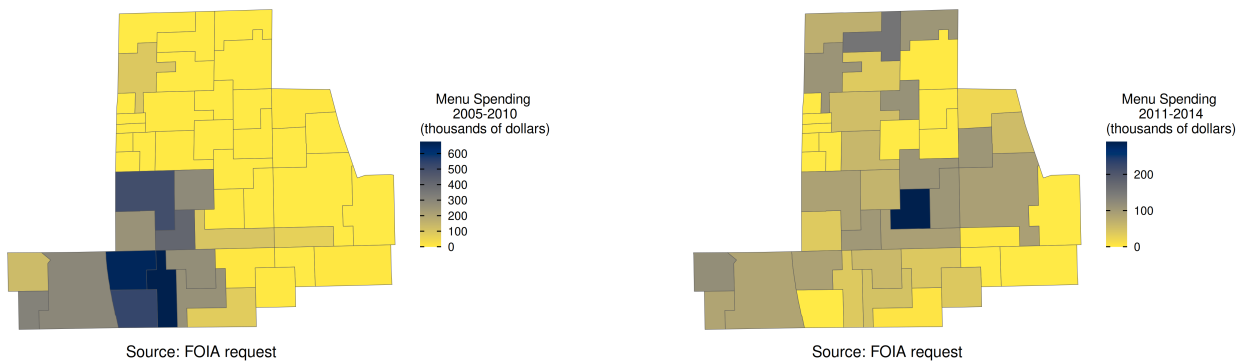 Menu Spending
2005-2010
(thousands of dollars)
600
500
400
300
200
100
0
Source: FOIA request
Menu Spending
2011-2014
(thousands of dollars)
200
100
0
Source: FOIA request